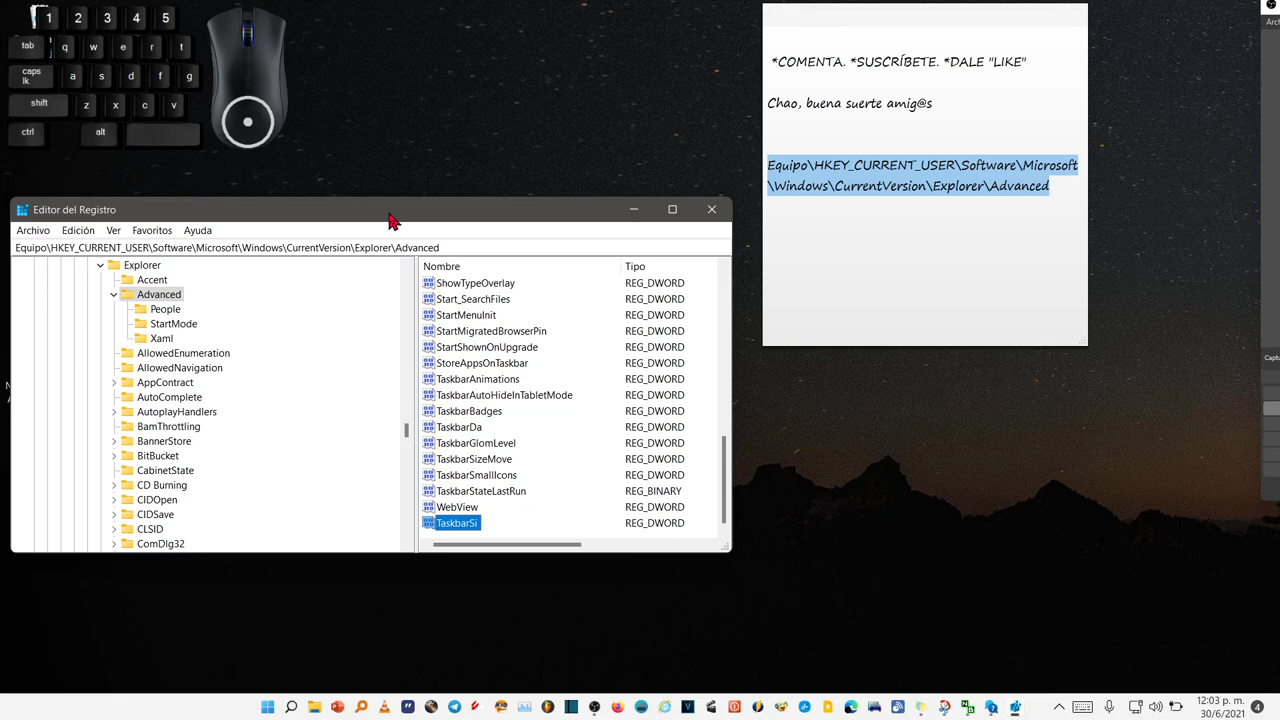 1 2 3 4 5
tab q w e r t
caps lk a s d f g
shift z x c v
ctrl alt
*COMENTA. *SUSCRÍBETE. *DALE "LIKE"
Chao, buena suerte amig@s
Equipo\HKEY_CURRENT_USER\Software\Microsoft
\Windows\CurrentVersion\Explorer\Advanced
Editor del Registro
Archivo Edición Ver Favoritos Ayuda
Equipo\HKEY_CURRENT_USER\Software\Microsoft\Windows\CurrentVersion\Explorer\Advanced
Explorer
Accent
Advanced
People
StartMode
Xaml
AllowedEnumeration
AllowedNavigation
AppContract
AutoComplete
AutoplayHandlers
BamThrottling
BannerStore
BitBucket
CabinetState
CD Burning
CIDOpen
CIDSave
CLSID
ComDlg32
Nombre Tipo
ShowTypeOverlay REG_DWORD
Start_SearchFiles REG_DWORD
StartMenuInit REG_DWORD
StartMigratedBrowserPin REG_DWORD
StartShownOnUpgrade REG_DWORD
StoreAppsOnTaskbar REG_DWORD
TaskbarAnimations REG_DWORD
TaskbarAutoHideInTabletMode REG_DWORD
TaskbarBadges REG_DWORD
TaskbarDa REG_DWORD
TaskbarGlomLevel REG_DWORD
TaskbarSizeMove REG_DWORD
TaskbarSmallIcons REG_DWORD
TaskbarStateLastRun REG_BINARY
WebView REG_DWORD
TaskbarSi REG_DWORD
Arch
Captu
12:03 p. m.
30/6/2021
4